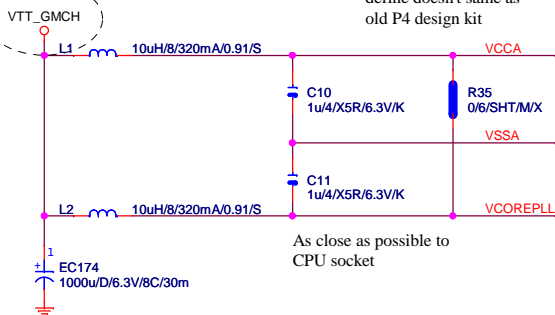 define doesn't same as
old P4 design kit
VTT_GMCH
L1 10uH/8/320mA/0.91/S VCCA
C10
1u/4/X5R/6.3V/K
R35
0/6/SHT/M/X
VSSA
C11
1u/4/X5R/6.3V/K
L2 10uH/8/320mA/0.91/S VCOREPLL
As close as possible to
CPU socket
1
+
EC174
1000u/D/6.3V/8C/30m